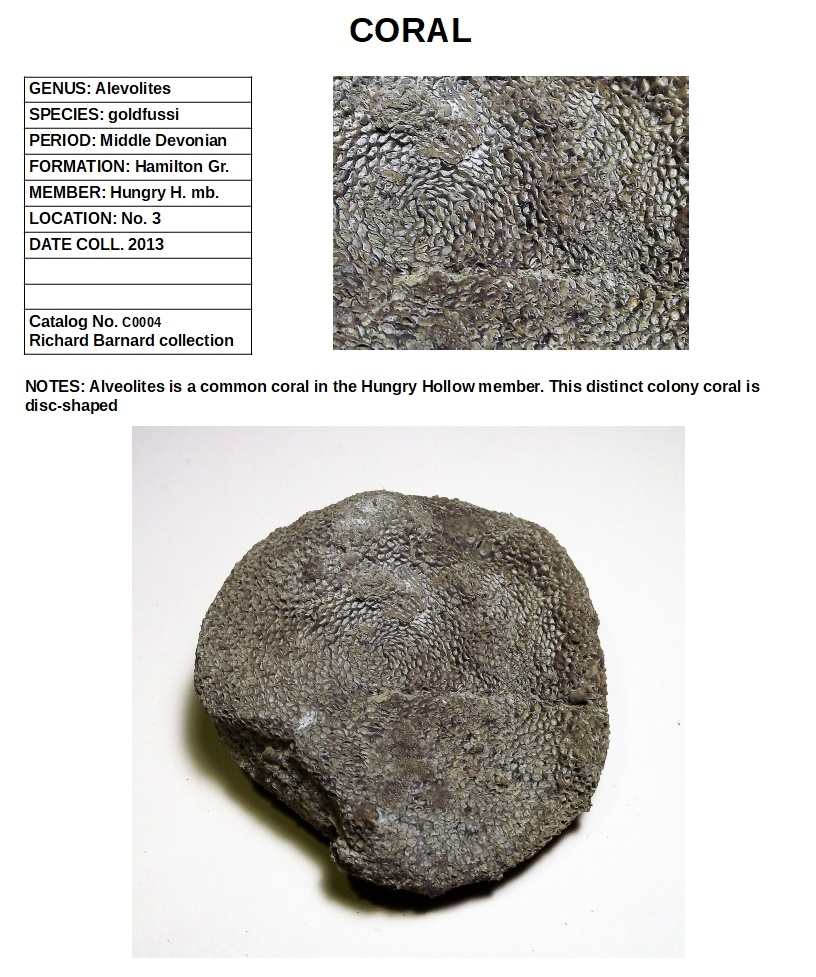 CORAL
GENUS: Alevolites
SPECIES: goldfussi
PERIOD: Middle Devonian
FORMATION: Hamilton Gr.
MEMBER: Hungry H. mb.
LOCATION: No. 3
DATE COLL. 2013
Catalog No. C0004
Richard Barnard collection
NOTES: Alveolites is a common coral in the Hungry Hollow member. This distinct colony coral is
disc-shaped